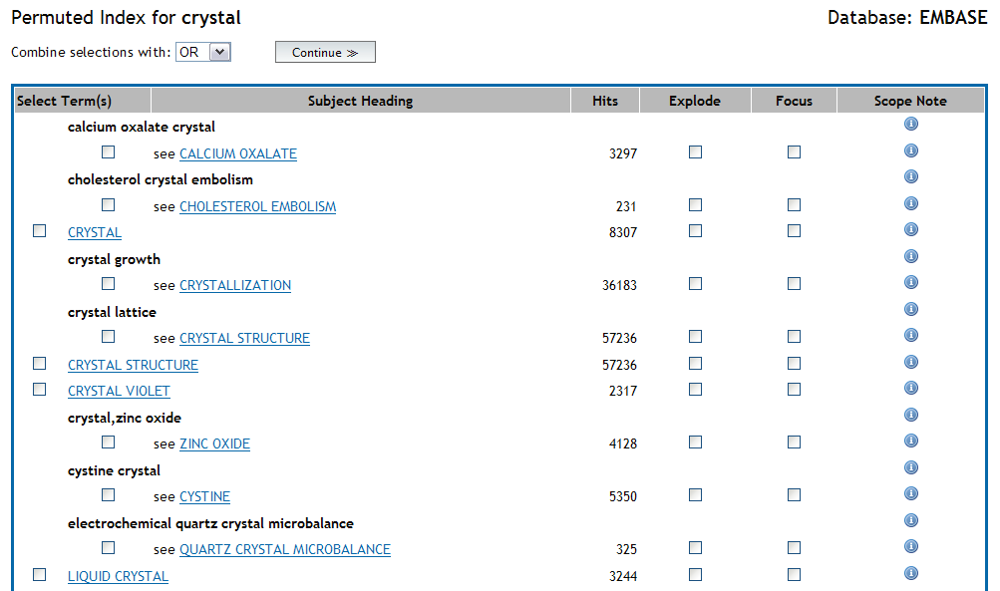 Permuted Index for crystal Database: EMBASE
Combine selections with: OR Continue ≫
Select Term(s) Subject Heading Hits Explode Focus Scope Note
calcium oxalate crystal
see CALCIUM OXALATE 3297
cholesterol crystal embolism
see CHOLESTEROL EMBOLISM 231
CRYSTAL 8307
crystal growth
see CRYSTALLIZATION 36183
crystal lattice
see CRYSTAL STRUCTURE 57236
CRYSTAL STRUCTURE 57236
CRYSTAL VIOLET 2317
crystal,zinc oxide
see ZINC OXIDE 4128
cystine crystal
see CYSTINE 5350
electrochemical quartz crystal microbalance
see QUARTZ CRYSTAL MICROBALANCE 325
LIQUID CRYSTAL 3244